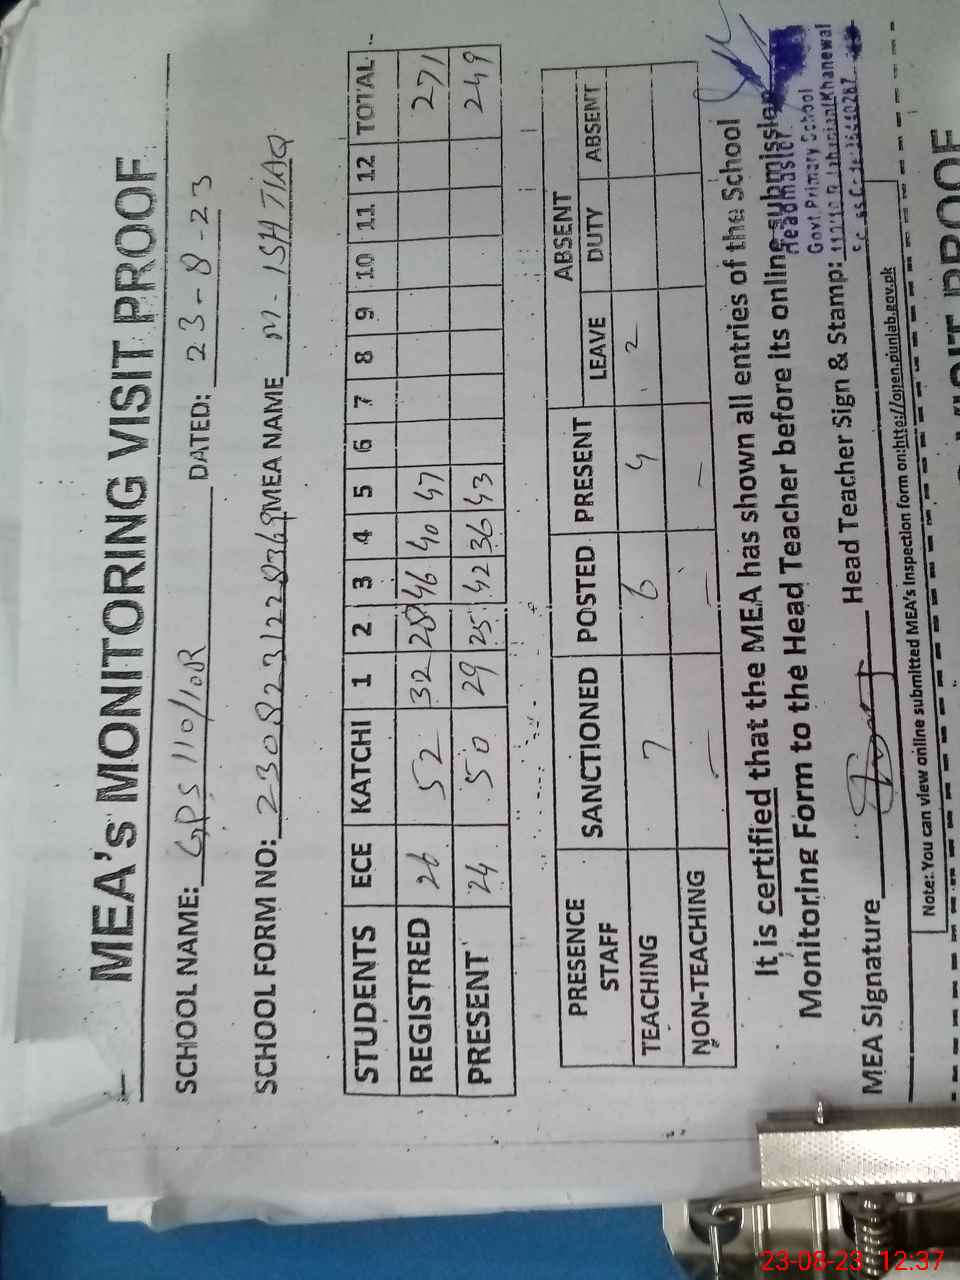 MEA's MONITORING VISIT PROOF
SCHOOL NAME: GPS 110/10R DATED: 23-8-23
SCHOOL FORM NO: MEA NAME M-ISHTIAQ
STUDENTS ECE KATCHI 1 2 3 4 5 6 7 8 9 10 11 12 TOTAL
REGISTRED 26 52 32 28 46 40 47 271
PRESENT 24 50 29 25 42 36 43 249
PRESENCE STAFF SANCTIONED POSTED PRESENT ABSENT
LEAVE DUTY ABSENT
TEACHING 7 6 4 2
NON-TEACHING — — —
It is certified that the MEA has shown all entries of the School
Monitoring Form to the Head Teacher before its online submission
Headmaster
Govt. Primary School
MEA Signature Head Teacher Sign & Stamp:
Note: You can view online submitted MEA's Inspection form on:http://open.punjab.gov.pk
VISIT PROOF
23-08-23 12:37